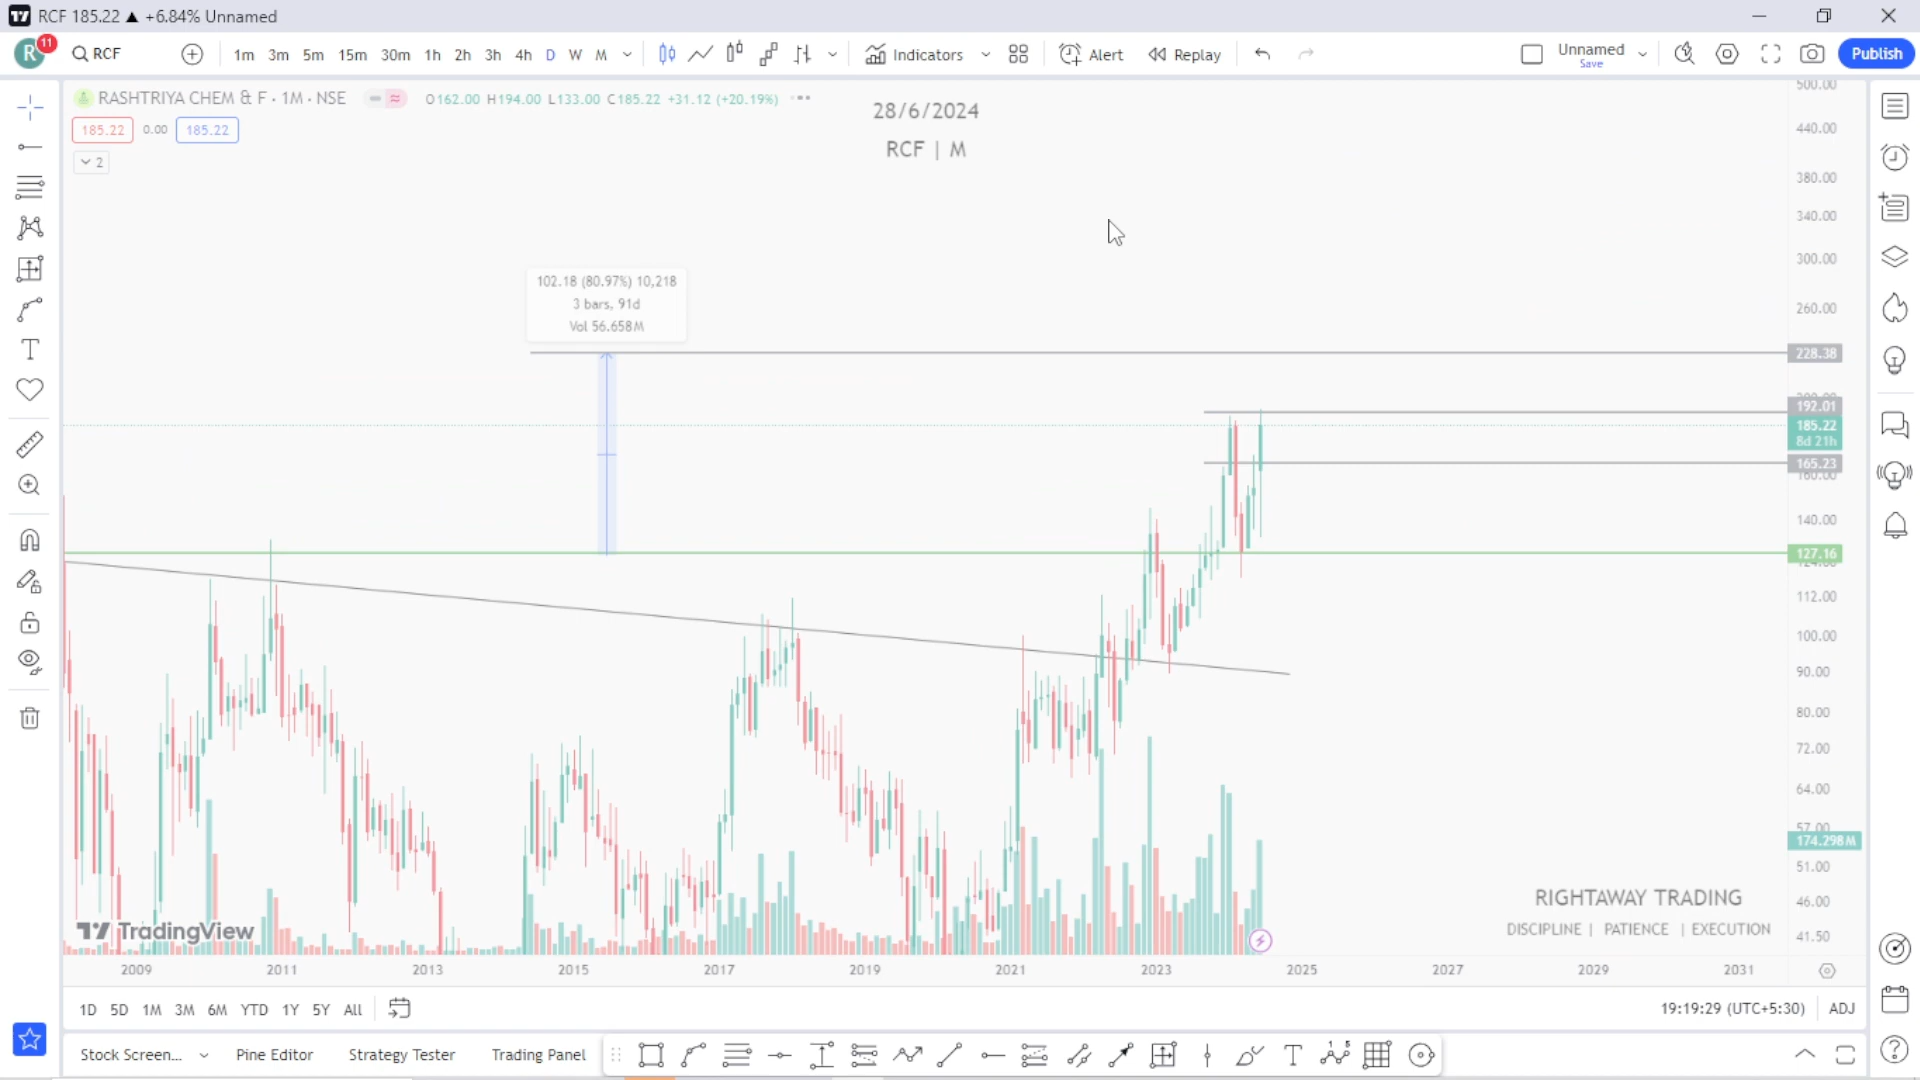 RCF 185.22 ▲ +6.84% Unnamed
R 11 RCF 1m 3m 5m 15m 30m 1h 2h 3h 4h D W M Indicators Alert Replay Unnamed Save Publish
RASHTRIYA CHEM & F · 1M · NSE O162.00 H194.00 L133.00 C185.22 +31.12 (+20.19%)
185.22 0.00 185.22
2
28/6/2024
RCF | M
500.00
440.00
380.00
340.00
300.00
260.00
102.18 (80.97%) 10,218
3 bars, 91d
Vol 56.658M
228.38
192.01
185.22
8d 21h
165.23
160.00
140.00
127.16
124.00
112.00
100.00
90.00
80.00
72.00
64.00
57.00
174.298M
51.00
46.00
41.50
RIGHTAWAY TRADING
DISCIPLINE | PATIENCE | EXECUTION
TradingView
2009 2011 2013 2015 2017 2019 2021 2023 2025 2027 2029 2031
1D 5D 1M 3M 6M YTD 1Y 5Y All 19:19:29 (UTC+5:30) ADJ
Stock Screen... Pine Editor Strategy Tester Trading Panel